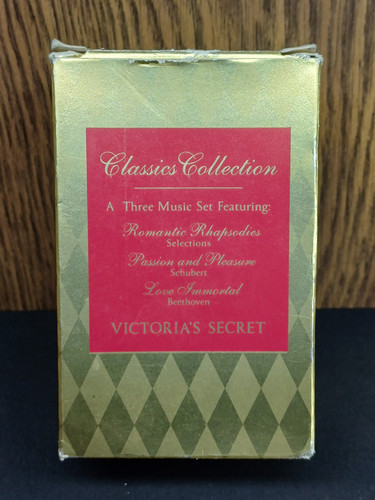 Classics Collection
A Three Music Set Featuring:
Romantic Rhapsodies
Selections
Passion and Pleasure
Schubert
Love Immortal
Beethoven
VICTORIA'S SECRET